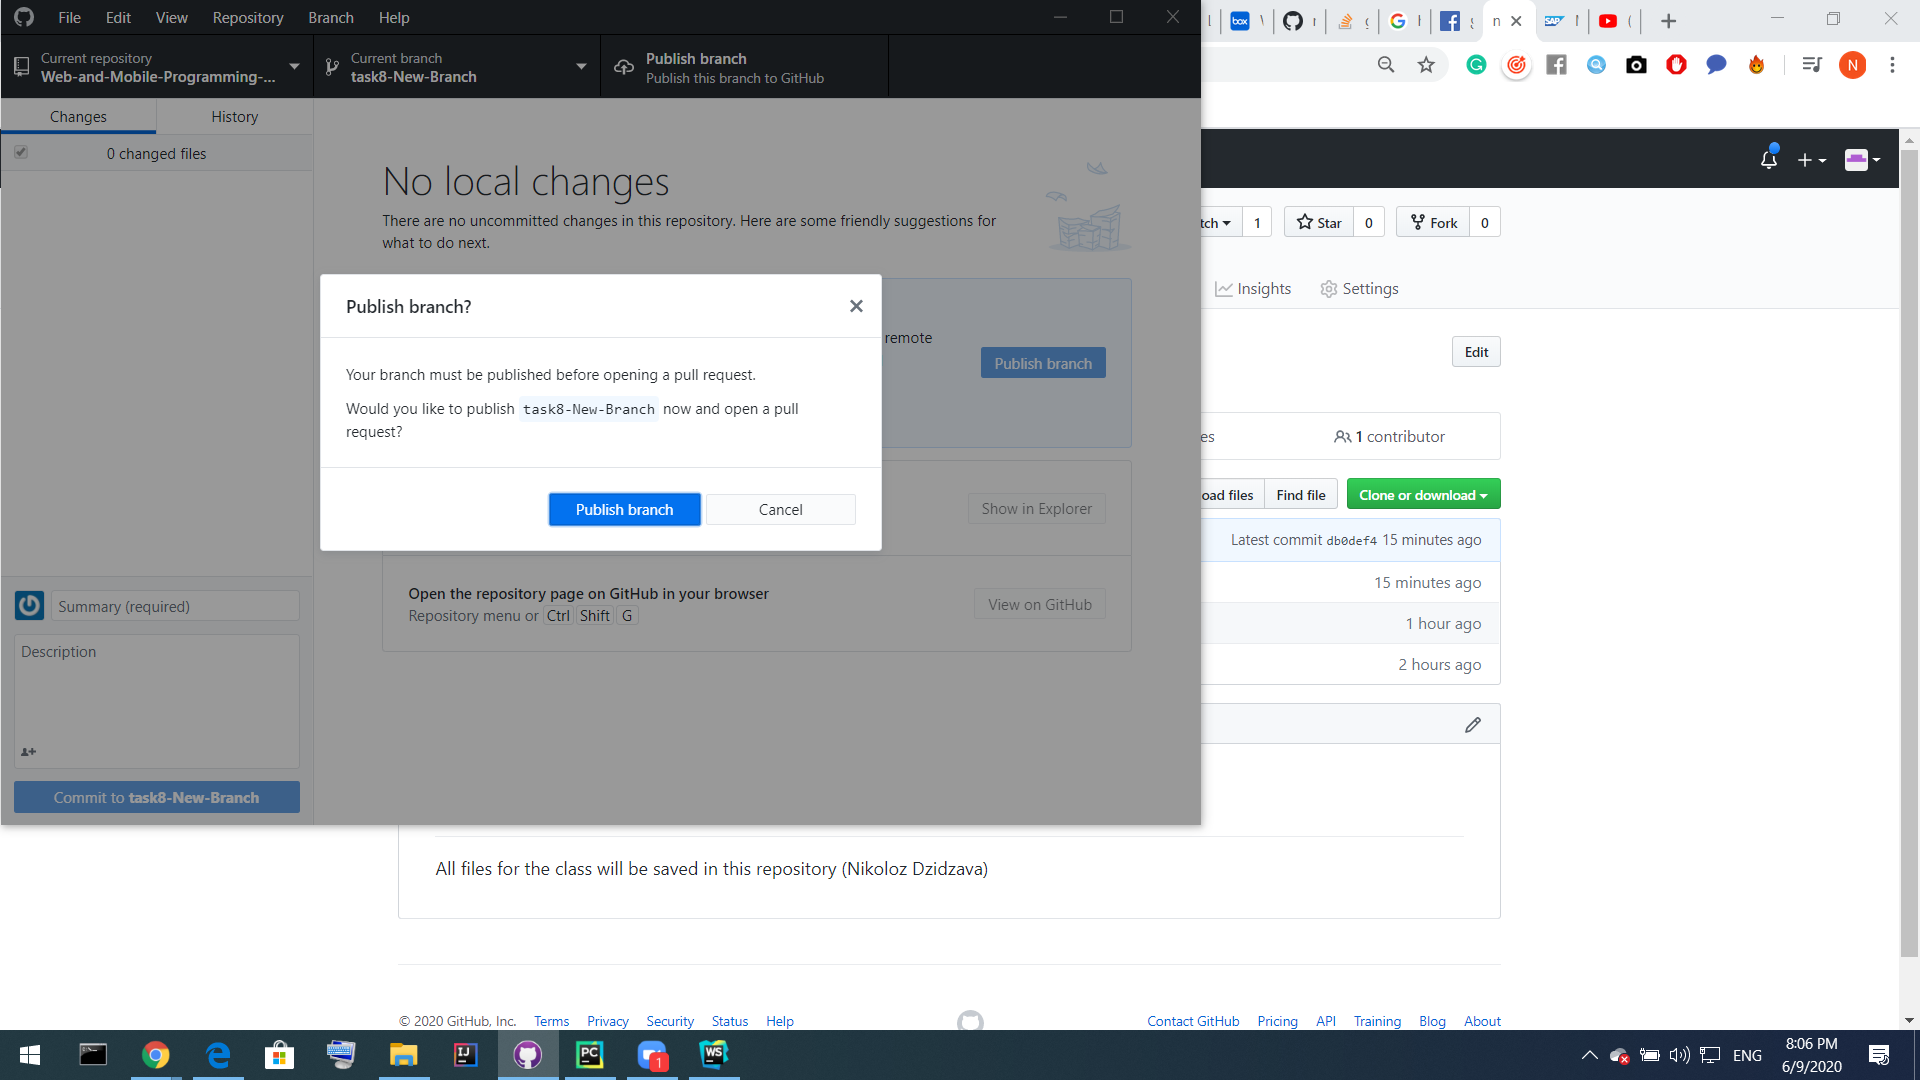 File Edit View Repository Branch Help
Current repository
Web-and-Mobile-Programming-...
Current branch
task8-New-Branch
Publish branch
Publish this branch to GitHub
Changes History
0 changed files
No local changes
There are no uncommitted changes in this repository. Here are some friendly suggestions for
what to do next.
remote
Publish branch
Publish branch?
Your branch must be published before opening a pull request.
Would you like to publish task8-New-Branch now and open a pull
request?
Publish branch Cancel
Show in Explorer
Open the repository page on GitHub in your browser
Repository menu or Ctrl Shift G
View on GitHub
Summary (required)
Description
Commit to task8-New-Branch
box
SAP
N
tch 1 Star 0 Fork 0
Insights Settings
Edit
es 1 contributor
oad files Find file Clone or download
Latest commit db0def4 15 minutes ago
15 minutes ago
1 hour ago
2 hours ago
All files for the class will be saved in this repository (Nikoloz Dzidzava)
© 2020 GitHub, Inc. Terms Privacy Security Status Help
Contact GitHub Pricing API Training Blog About
IJ PC 1 WS
ENG
8:06 PM
6/9/2020